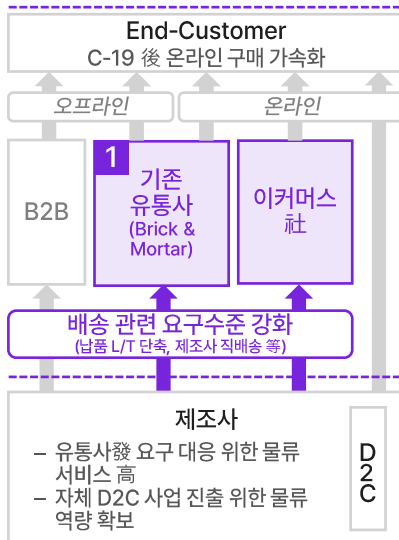 End-Customer
C-19 後 온라인 구매 가속화
오프라인
온라인
B2B
1
기존
유통사
(Brick &
Mortar)
이커머스
社
배송 관련 요구수준 강화
(납품 L/T 단축, 제조사 직배송 等)
제조사
– 유통사發 요구 대응 위한 물류
서비스 高
– 자체 D2C 사업 진출 위한 물류
역량 확보
D
2
C